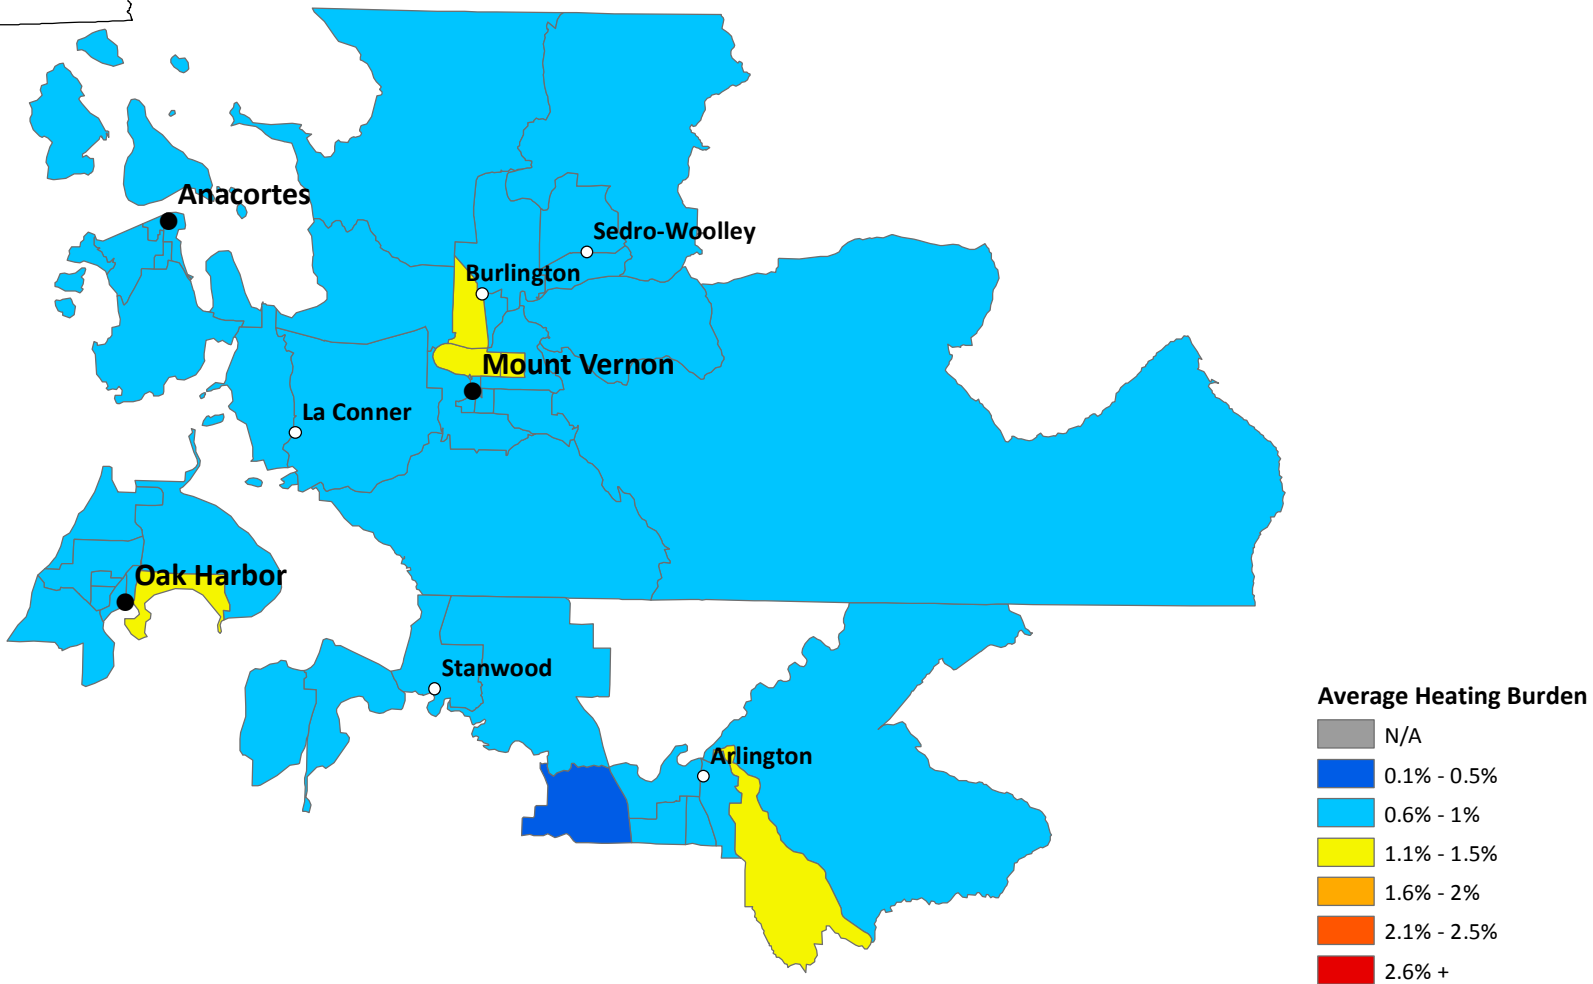 Anacortes
Sedro-Woolley
Burlington
Mount Vernon
La Conner
Oak Harbor
Stanwood
Arlington
Average Heating Burden
N/A
0.1% - 0.5%
0.6% - 1%
1.1% - 1.5%
1.6% - 2%
2.1% - 2.5%
2.6% +